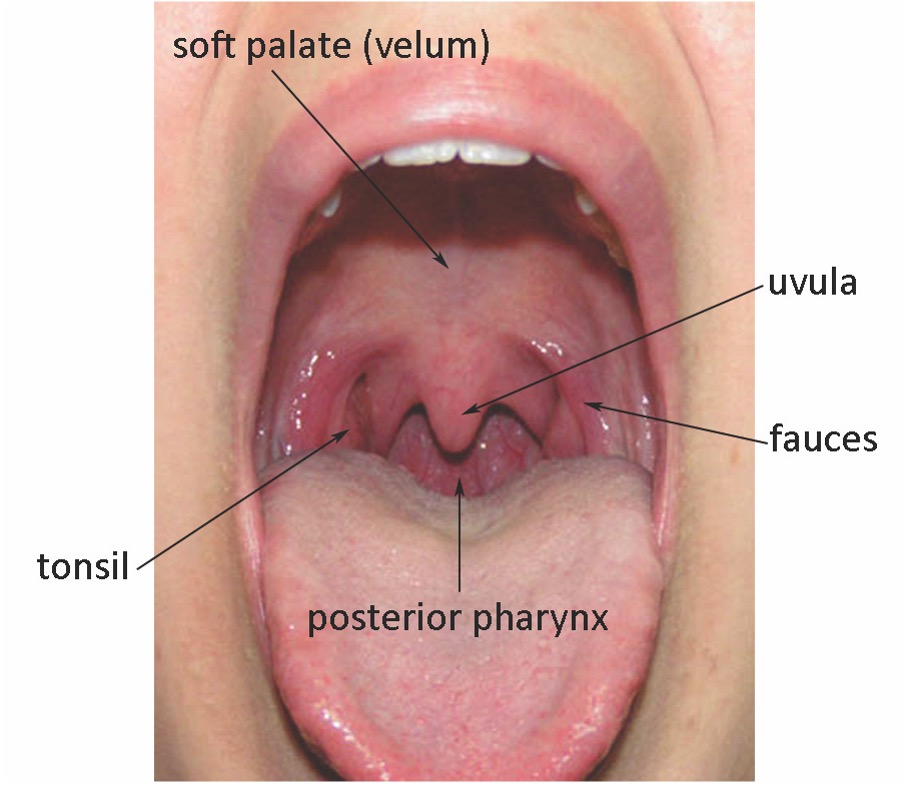 soft palate (velum)
uvula
fauces
tonsil
posterior pharynx